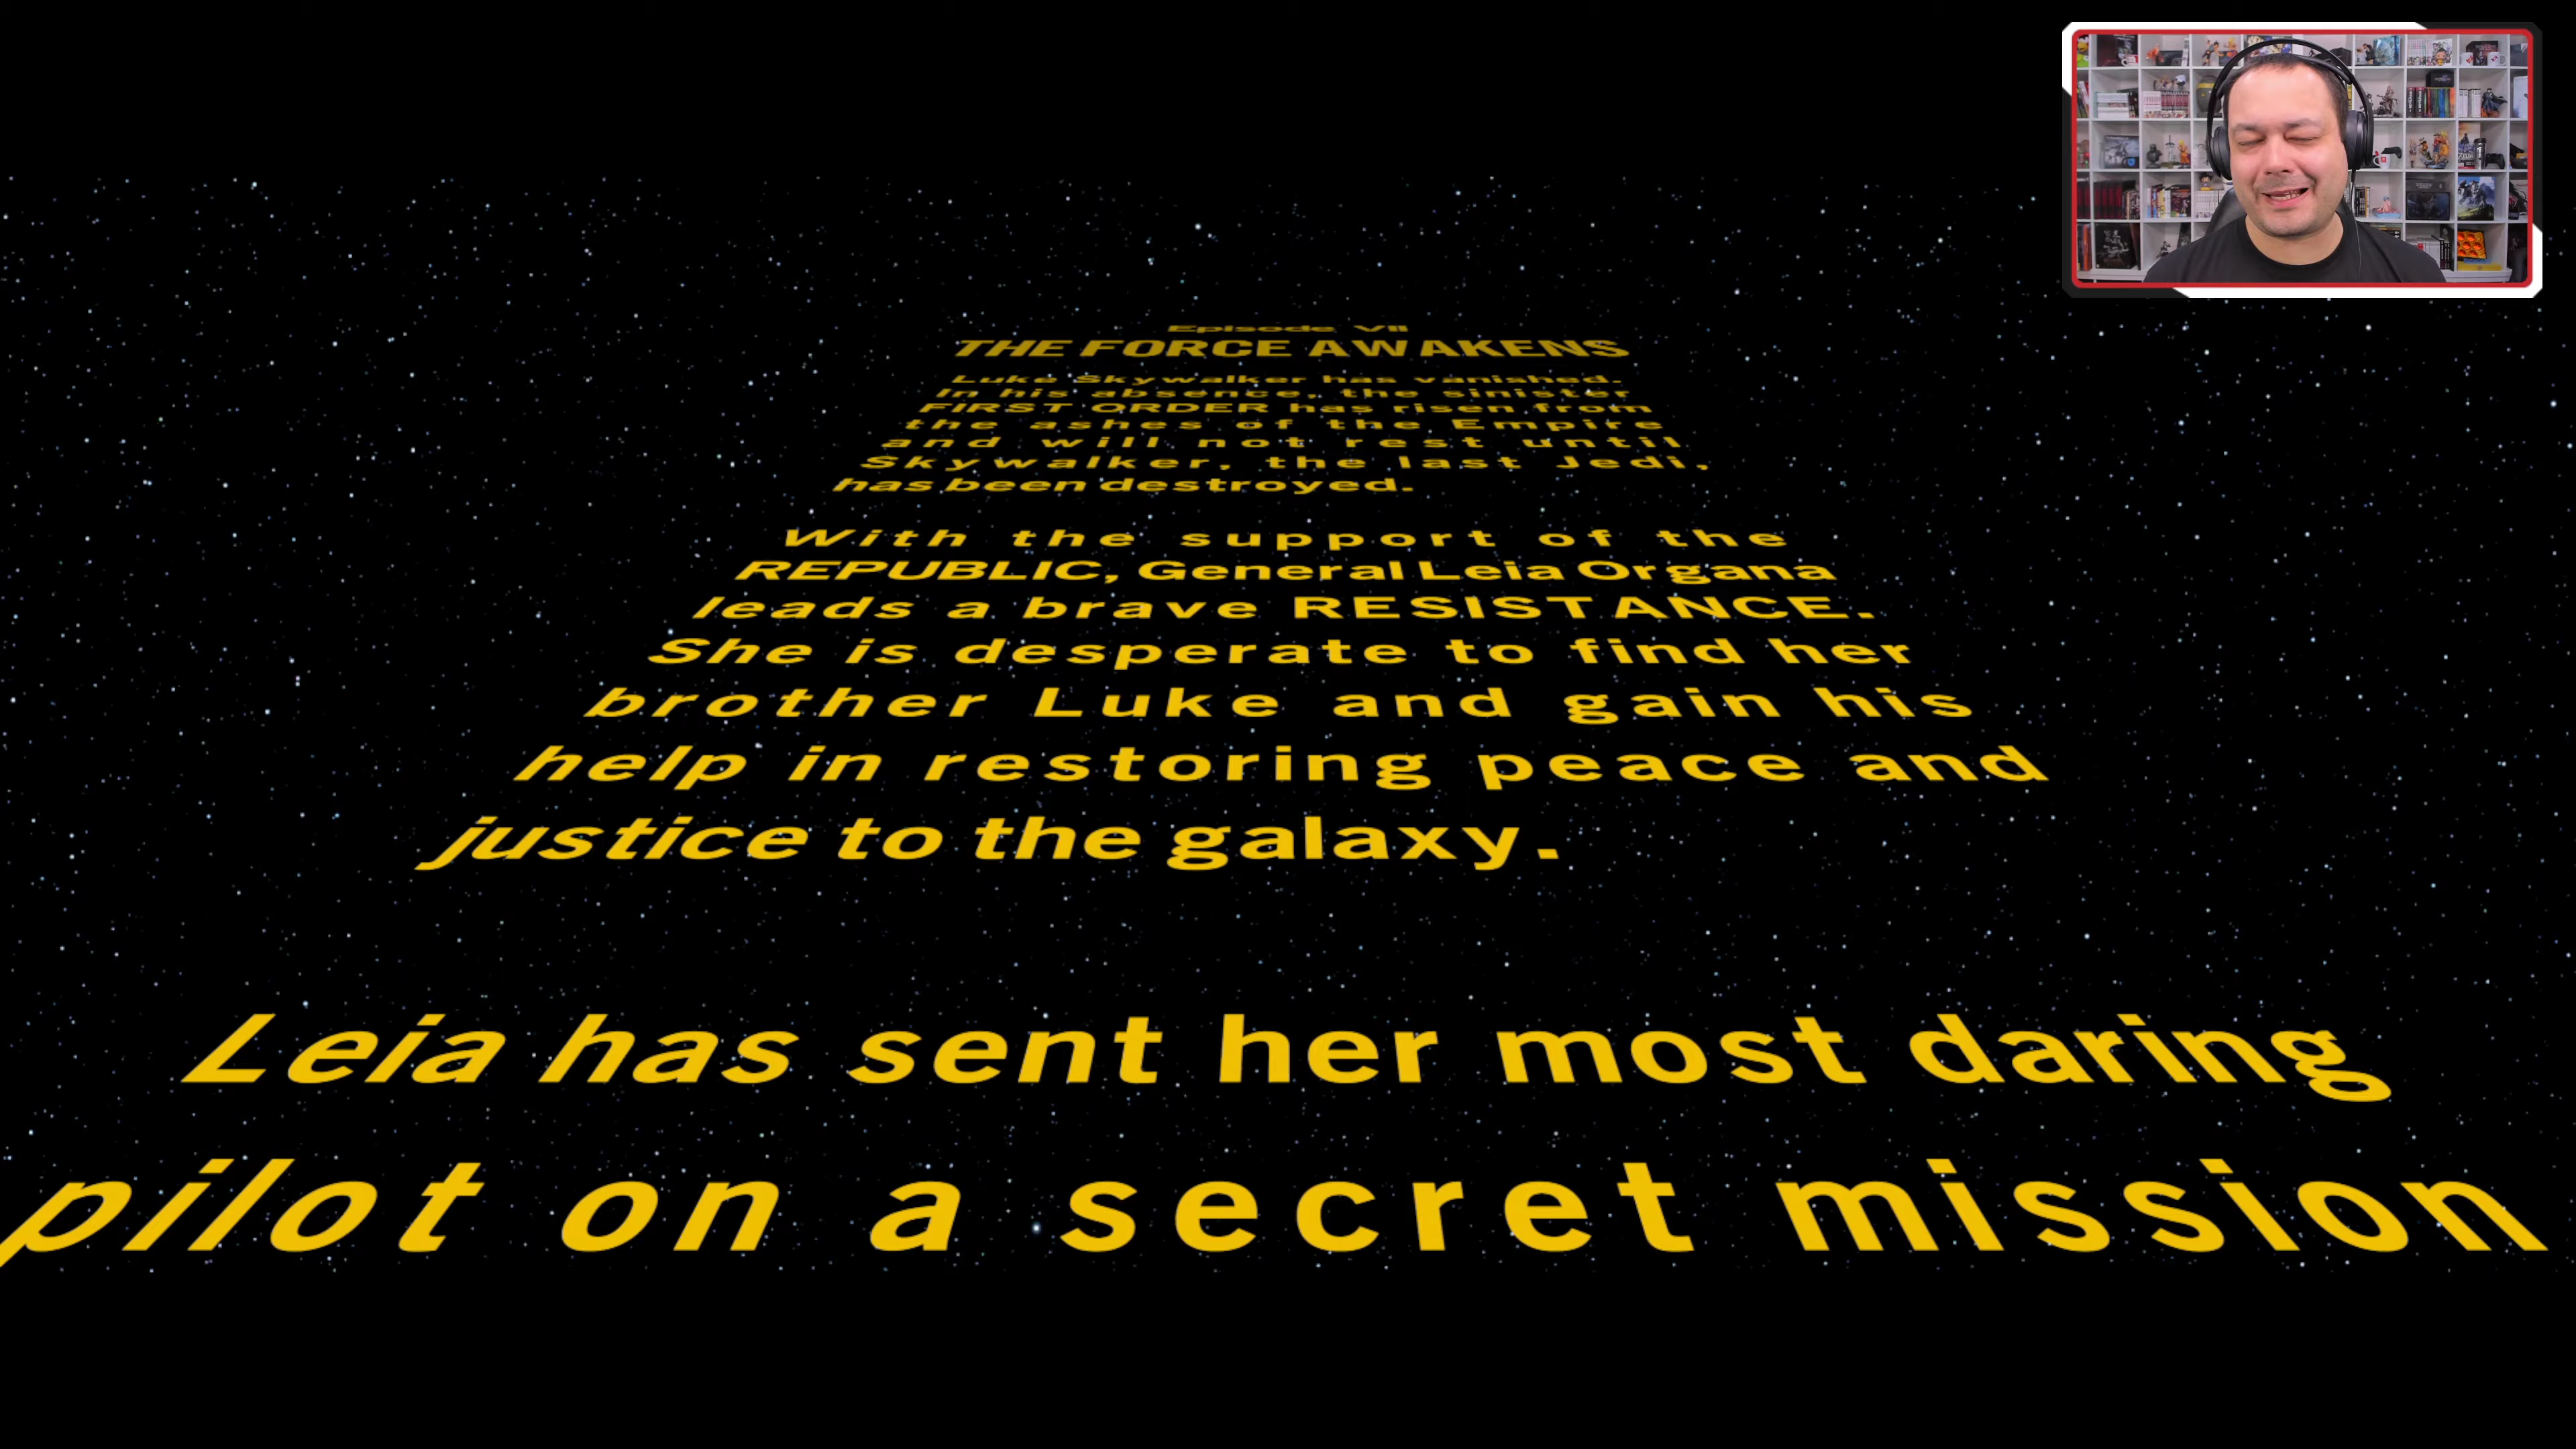 Episode VII
THE FORCE AWAKENS
Luke Skywalker has vanished.
In his absence, the sinister
FIRST ORDER has risen from
the ashes of the Empire
and will not rest until
Skywalker, the last Jedi,
has been destroyed.
With the support of the
REPUBLIC, General Leia Organa
leads a brave RESISTANCE.
She is desperate to find her
brother Luke and gain his
help in restoring peace and
justice to the galaxy.
Leia has sent her most daring
pilot on a secret mission